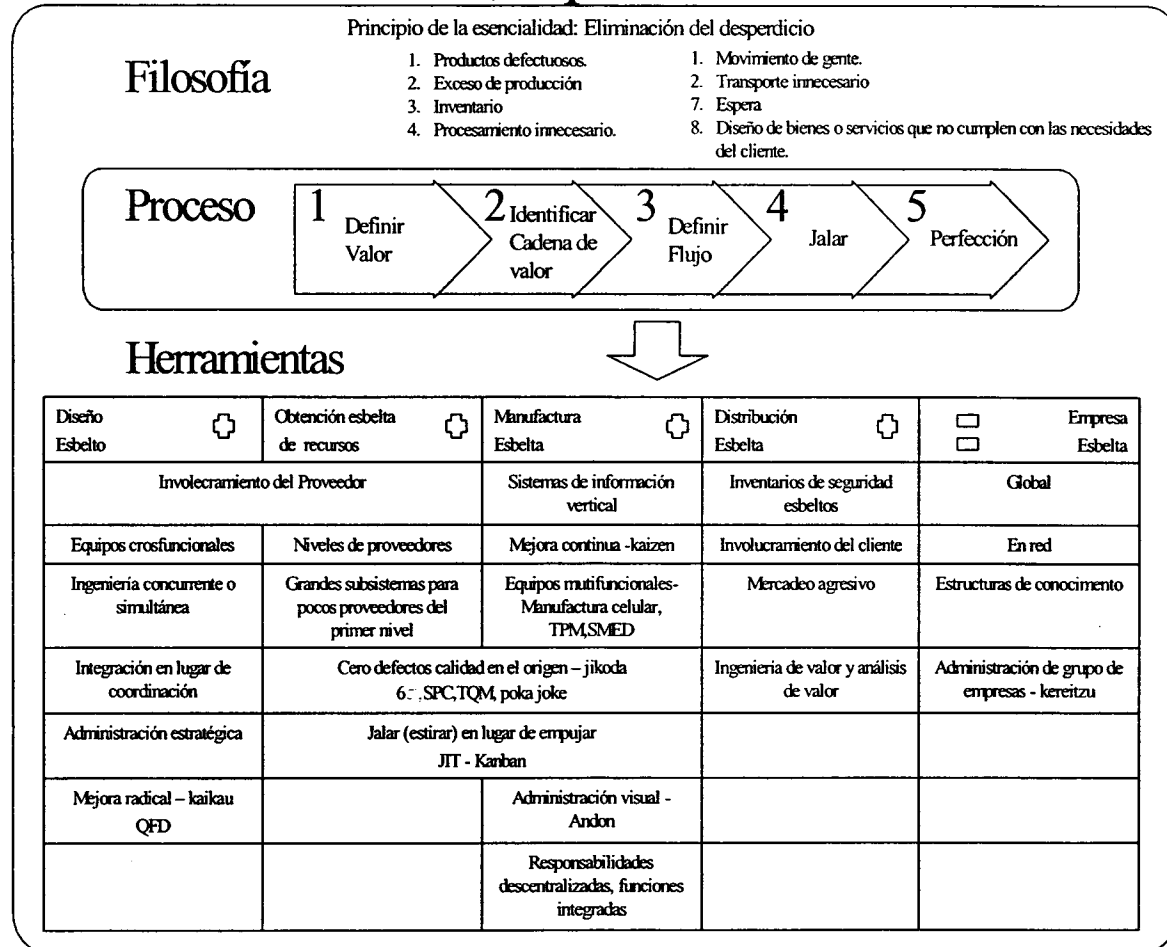 Principio de la esencialidad: Eliminación del desperdicio
Filosofía
1. Productos defectuosos.
2. Exceso de producción
3. Inventario
4. Procesamiento innecesario.
1. Movimiento de gente.
2. Transporte innecesario
7. Espera
8. Diseño de bienes o servicios que no cumplen con las necesidades
del cliente.
Proceso
1 Definir
Valor
2 Identificar
Cadena de
valor
3 Definir
Flujo
4 Jalar
5 Perfección
Herramientas
Diseño
Esbelto
Obtención esbelta
de recursos
Manufactura
Esbelta
Distribución
Esbelta
Empresa
Esbelta
Involecramiento del Proveedor
Sistemas de información
vertical
Inventarios de seguridad
esbeltos
Global
Equipos crosfuncionales
Niveles de proveedores
Mejora continua -kaizen
Involucramiento del cliente
En red
Ingeniería concurrente o
simultánea
Grandes subsistemas para
pocos proveedores del
primer nivel
Equipos mutifuncionales-
Manufactura celular,
TPM,SMED
Mercadeo agresivo
Estructuras de conocimento
Integración en lugar de
coordinación
Cero defectos calidad en el origen – jikoda
6 ,SPC,TQM, poka joke
Ingenieria de valor y análisis
de valor
Administración de grupo de
empresas - kereitzu
Administración estratégica
Jalar (estirar) en lugar de empujar
JIT - Kanban
Mejora radical – kaikau
QFD
Administración visual -
Andon
Responsabilidades
descentralizadas, funciones
integradas